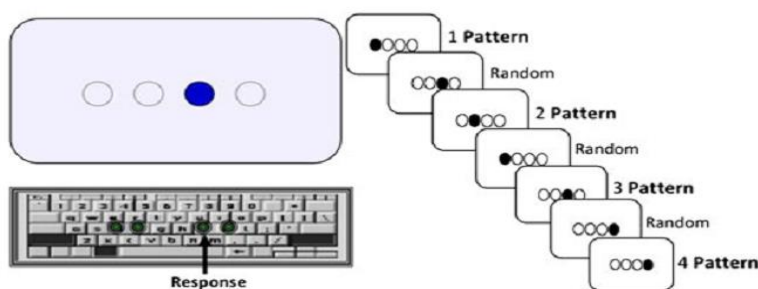 1 Pattern
Random
2 Pattern
Random
3 Pattern
Random
4 Pattern
Response